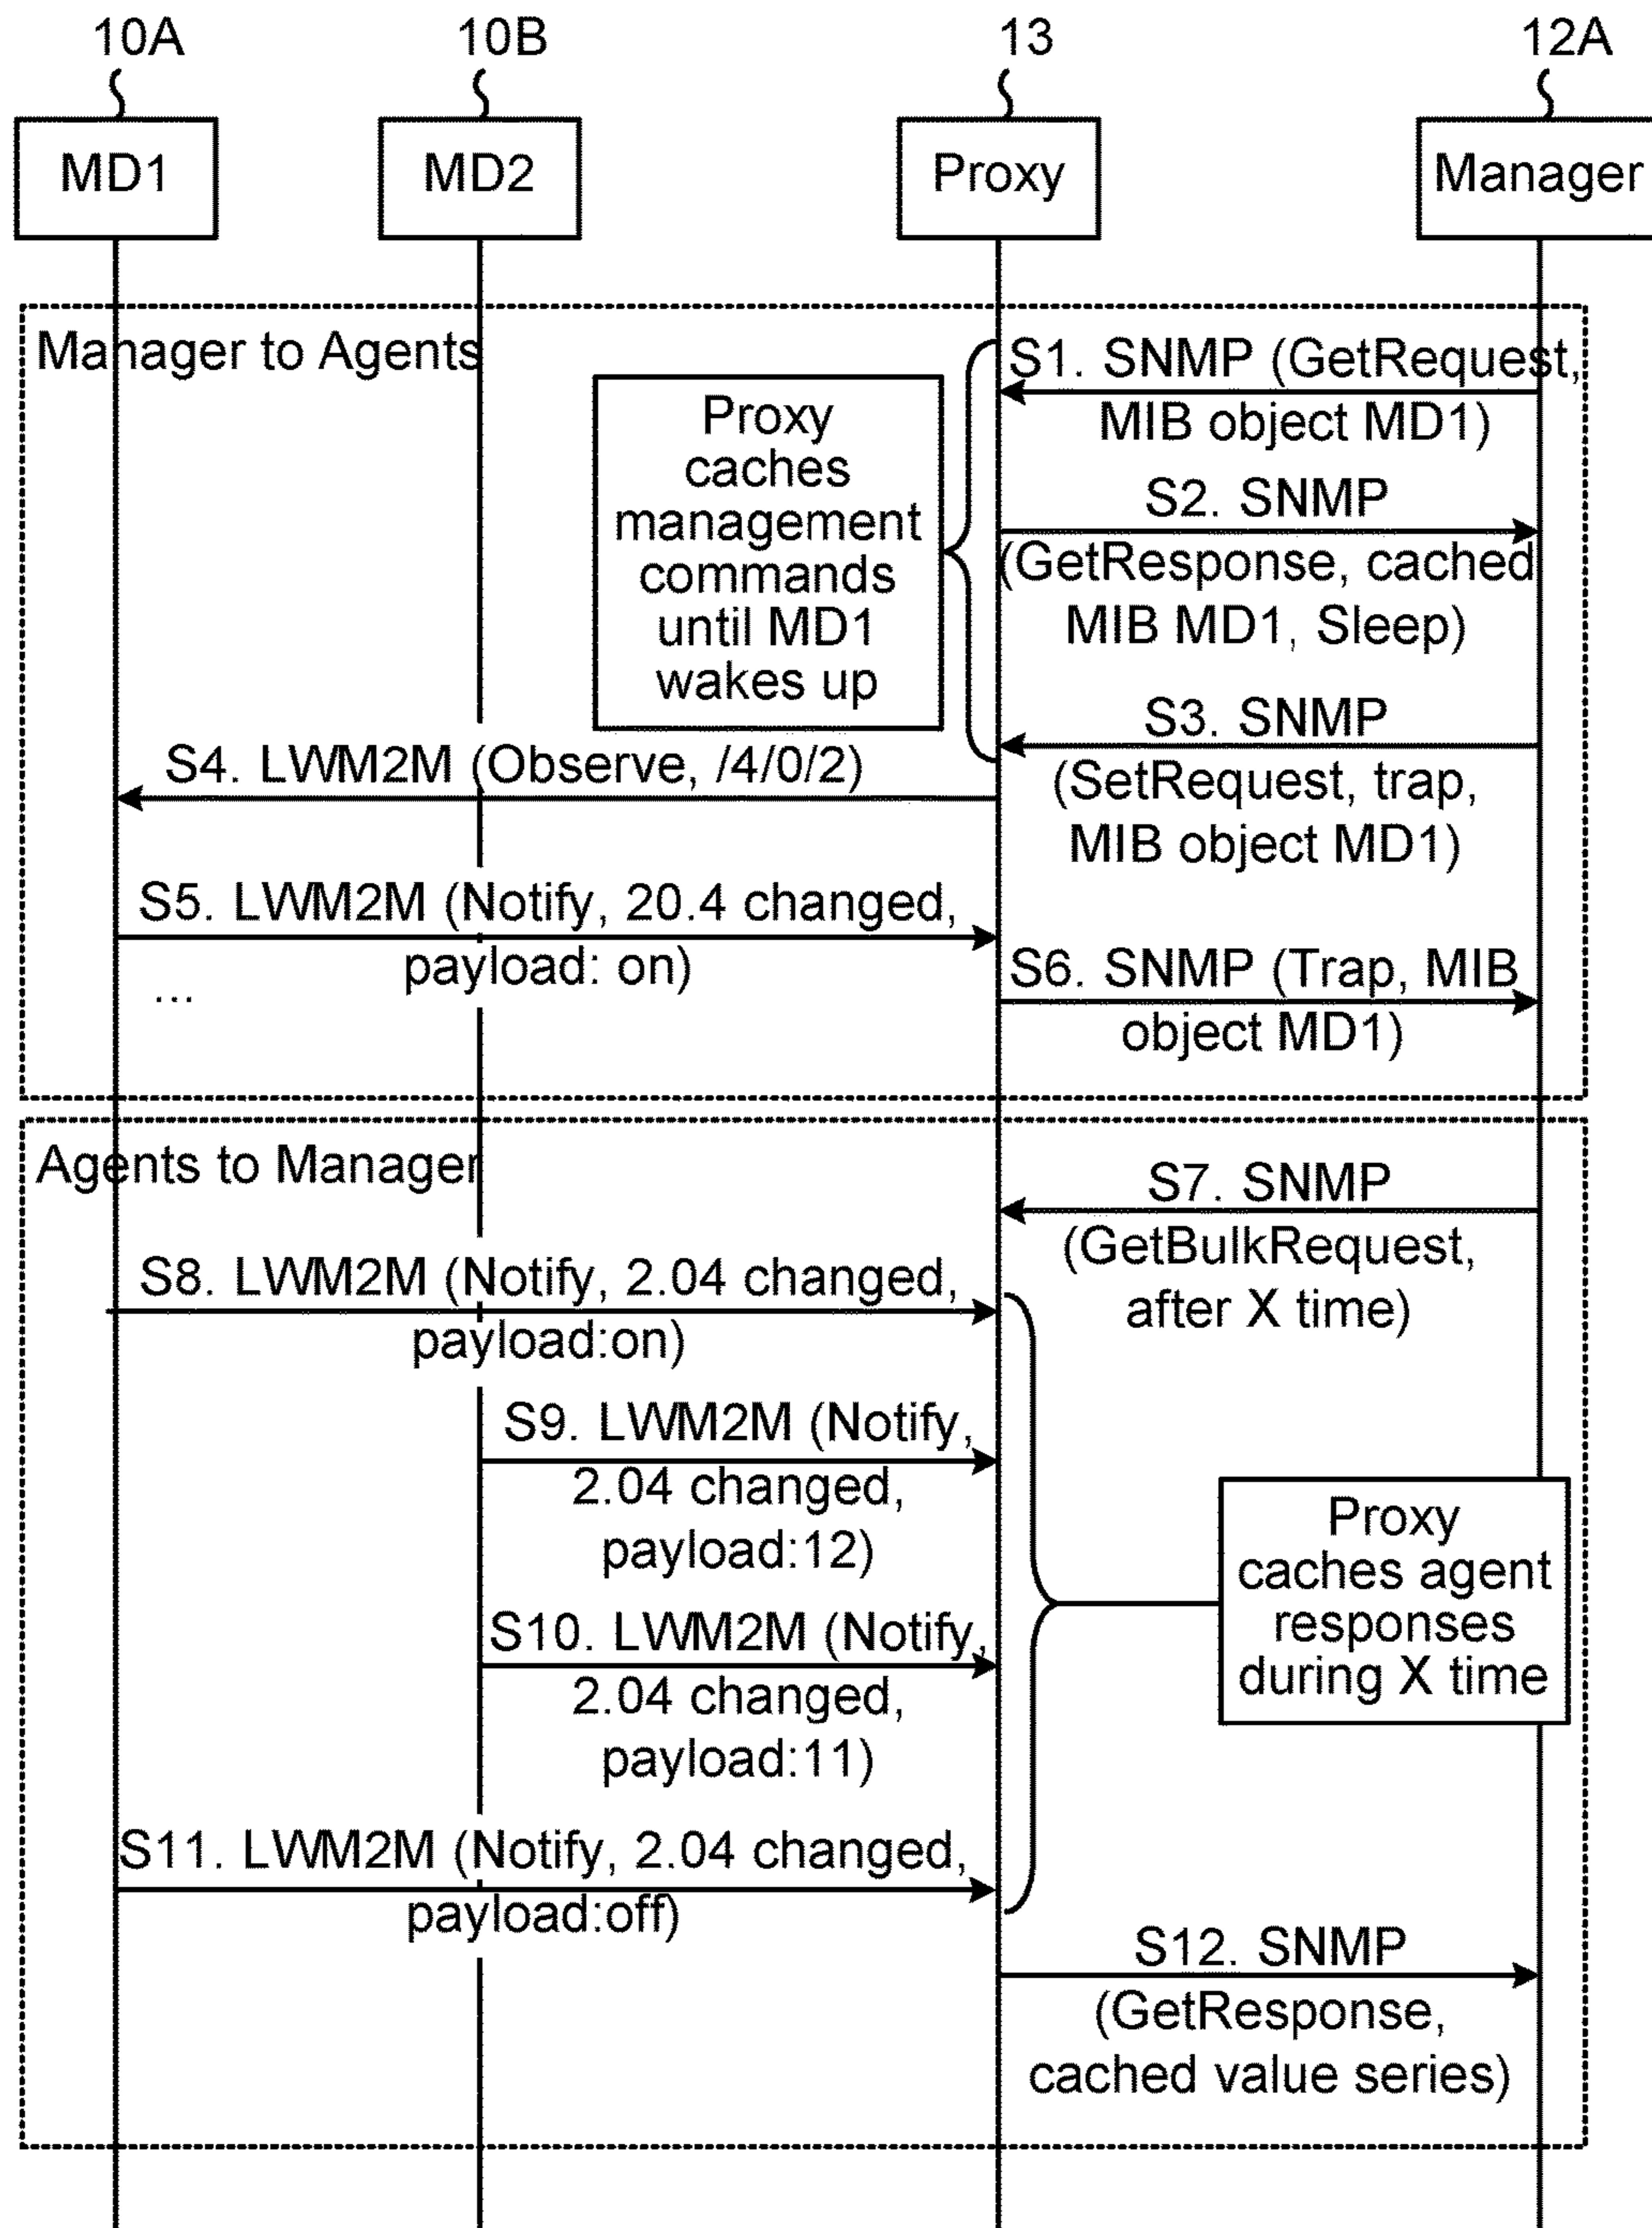 10A
10B
13
12A
MD1
MD2
Proxy
Manager
Manager to Agents
Proxy
caches
management
commands
until MD1
wakes up
S1. SNMP (GetRequest,
MIB object MD1)
S2. SNMP
(GetResponse, cached
MIB MD1, Sleep)
S3. SNMP
(SetRequest, trap,
MIB object MD1)
S4. LWM2M (Observe, /4/0/2)
S5. LWM2M (Notify, 20.4 changed,
payload: on)
...
S6. SNMP (Trap, MIB
object MD1)
Agents to Manager
S7. SNMP
(GetBulkRequest,
after X time)
S8. LWM2M (Notify, 2.04 changed,
payload:on)
S9. LWM2M (Notify,
2.04 changed,
payload:12)
S10. LWM2M (Notify,
2.04 changed,
payload:11)
Proxy
caches agent
responses
during X time
S11. LWM2M (Notify, 2.04 changed,
payload:off)
S12. SNMP
(GetResponse,
cached value series)